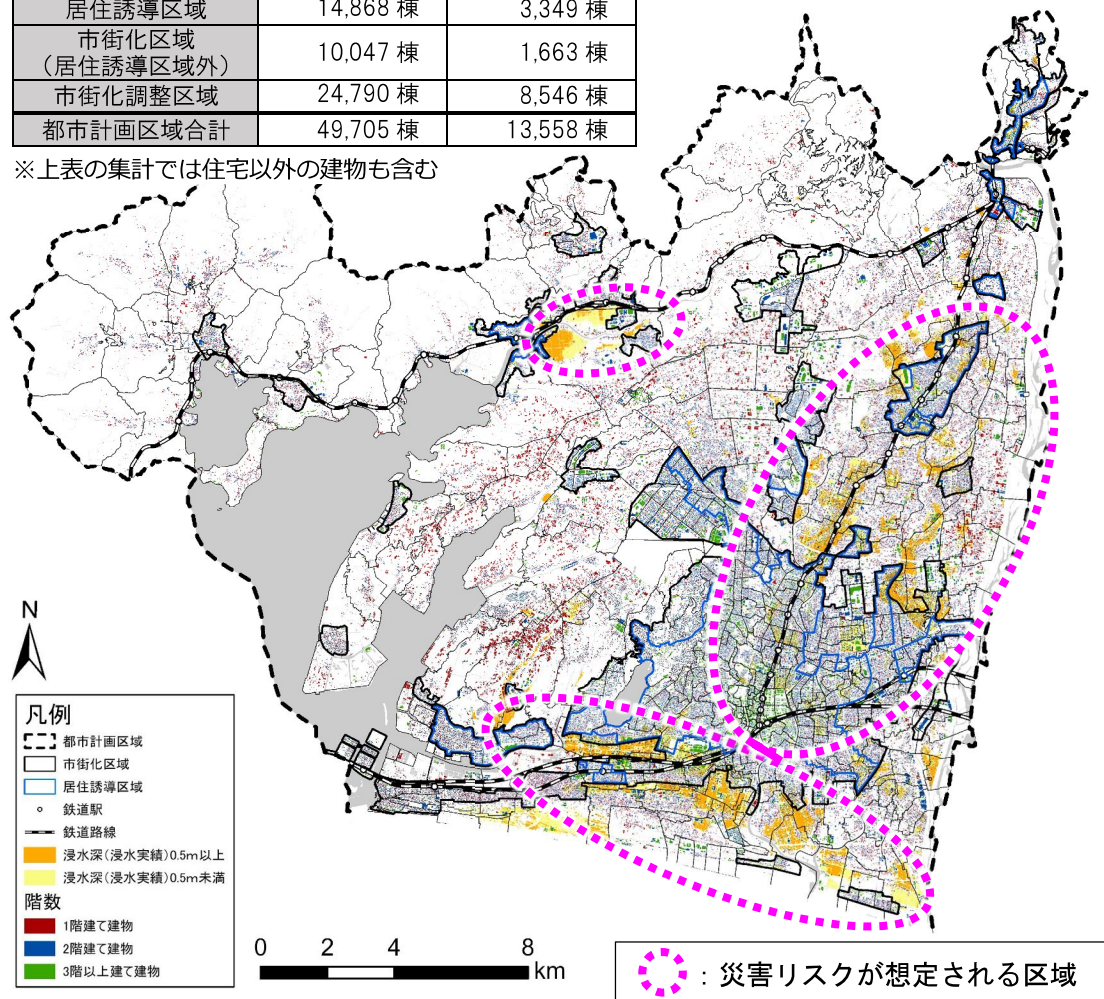 居住誘導区域 14,868 棟 3,349 棟
市街化区域
（居住誘導区域外） 10,047 棟 1,663 棟
市街化調整区域 24,790 棟 8,546 棟
都市計画区域合計 49,705 棟 13,558 棟
※上表の集計では住宅以外の建物も含む
N
凡例
都市計画区域
市街化区域
居住誘導区域
鉄道駅
鉄道路線
浸水深(浸水実績)0.5m以上
浸水深(浸水実績)0.5m未満
階数
1階建て建物
2階建て建物
3階以上建て建物
0 2 4 8
km
：災害リスクが想定される区域